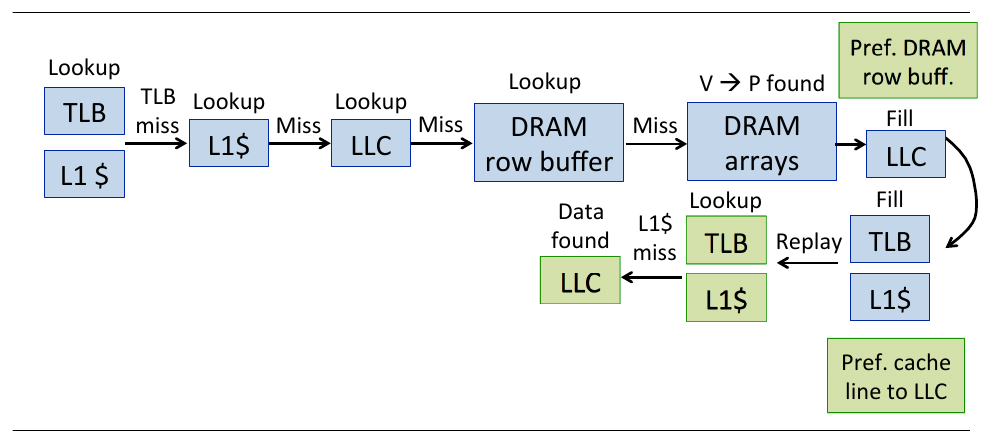 Lookup
TLB
L1 $
TLB
miss
Lookup
L1$
Miss
Lookup
LLC
Miss
Lookup
DRAM
row buffer
Miss
V → P found
DRAM
arrays
Pref. DRAM
row buff.
Fill
LLC
Fill
TLB
L1$
Pref. cache
line to LLC
Replay
Lookup
TLB
L1$
L1$
miss
Data
found
LLC